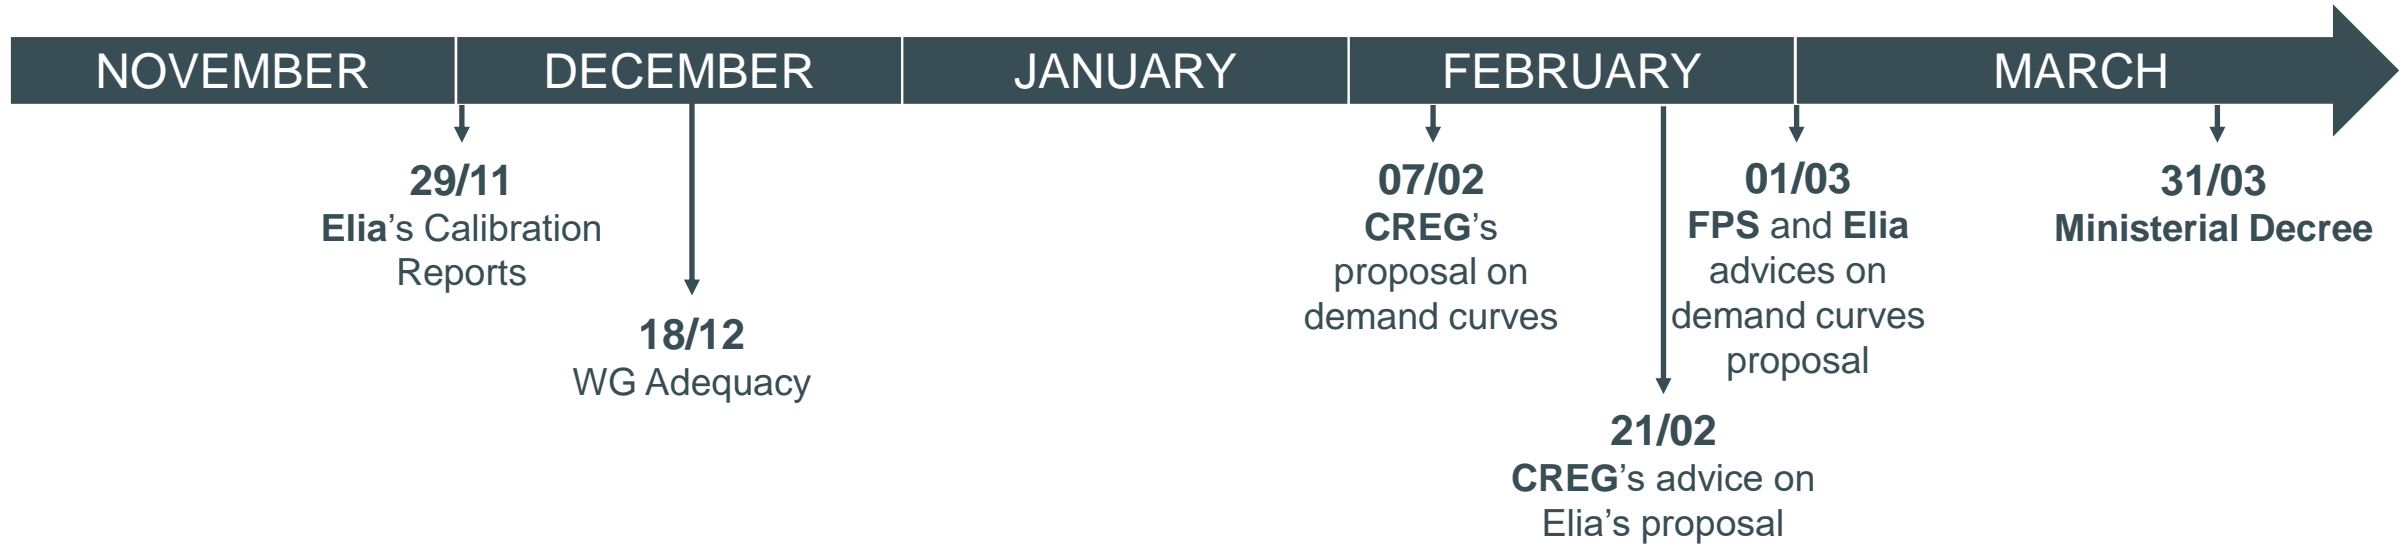 NOVEMBER
DECEMBER
JANUARY
FEBRUARY
MARCH
29/11
Elia’s Calibration
Reports
18/12
WG Adequacy
07/02
CREG’s
proposal on
demand curves
21/02
CREG’s advice on
Elia’s proposal
01/03
FPS and Elia
advices on
demand curves
proposal
31/03
Ministerial Decree